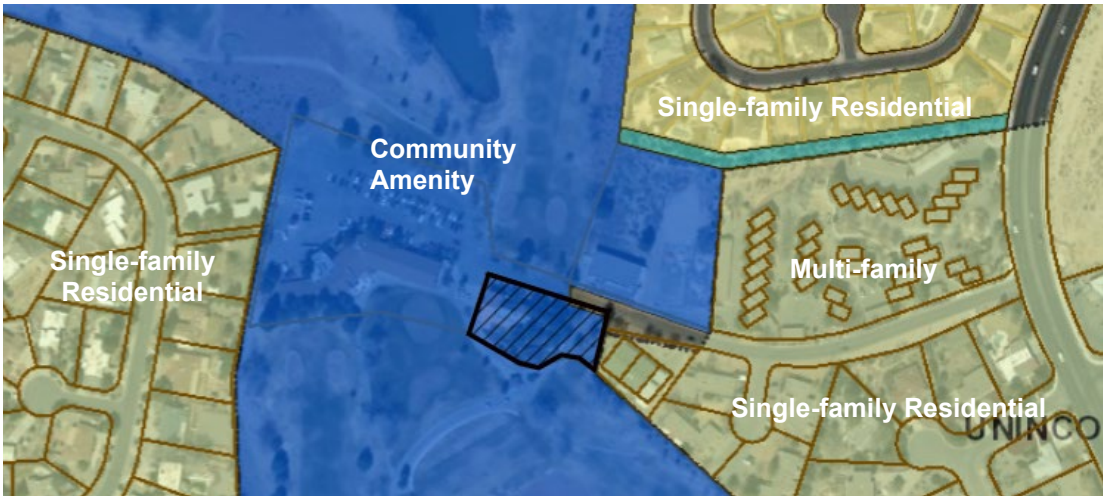 Single-family Residential
Community
Amenity
Single-family
Residential
Multi-family
Single-family Residential
UNINCO